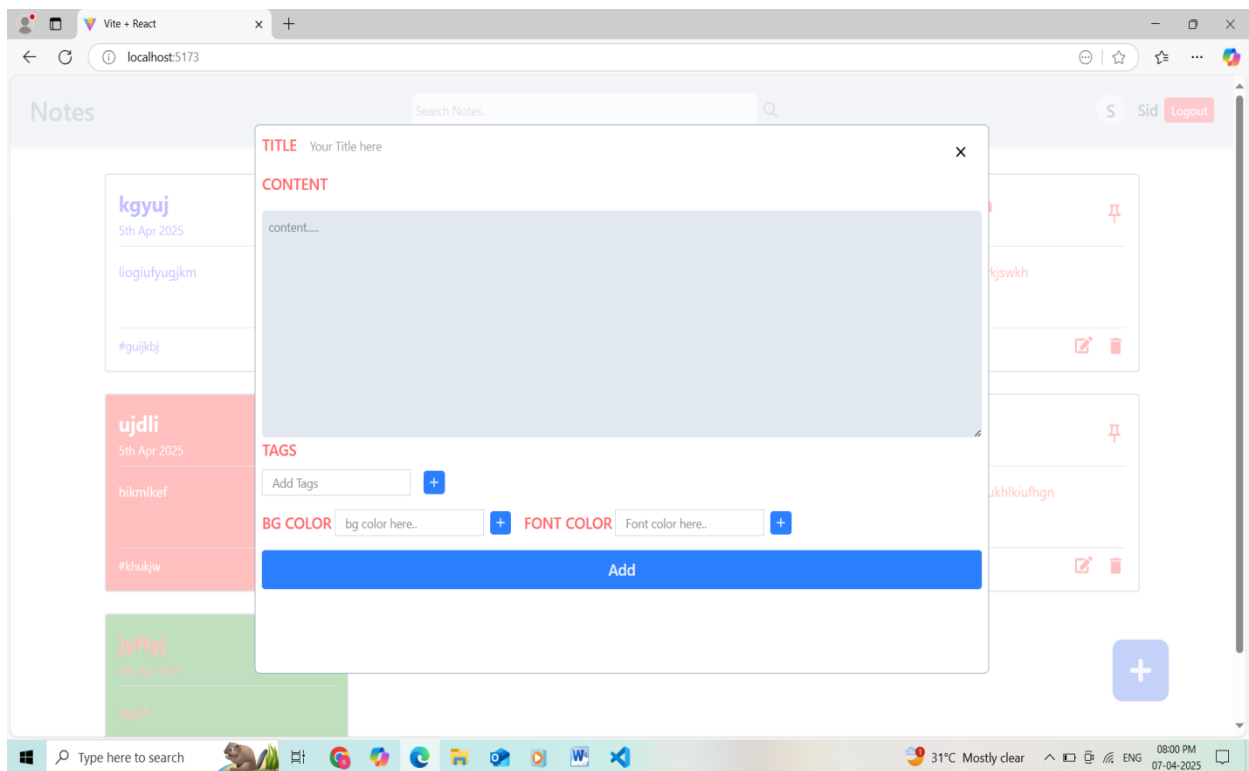 Vite + React
localhost:5173
Notes
Search Notes..
S
Sid
Logout
TITLE
Your Title here
CONTENT
content.....
TAGS
Add Tags
BG COLOR
bg color here..
FONT COLOR
Font color here..
Add
kgyuj
5th Apr 2025
liogiufyugjkm
#guijkbj
kjswkh
ujdli
5th Apr 2025
hikmlkef
#khukjw
ukhlkiufhgn
jyftyj
Type here to search
31°C Mostly clear
ENG
08:00 PM
07-04-2025